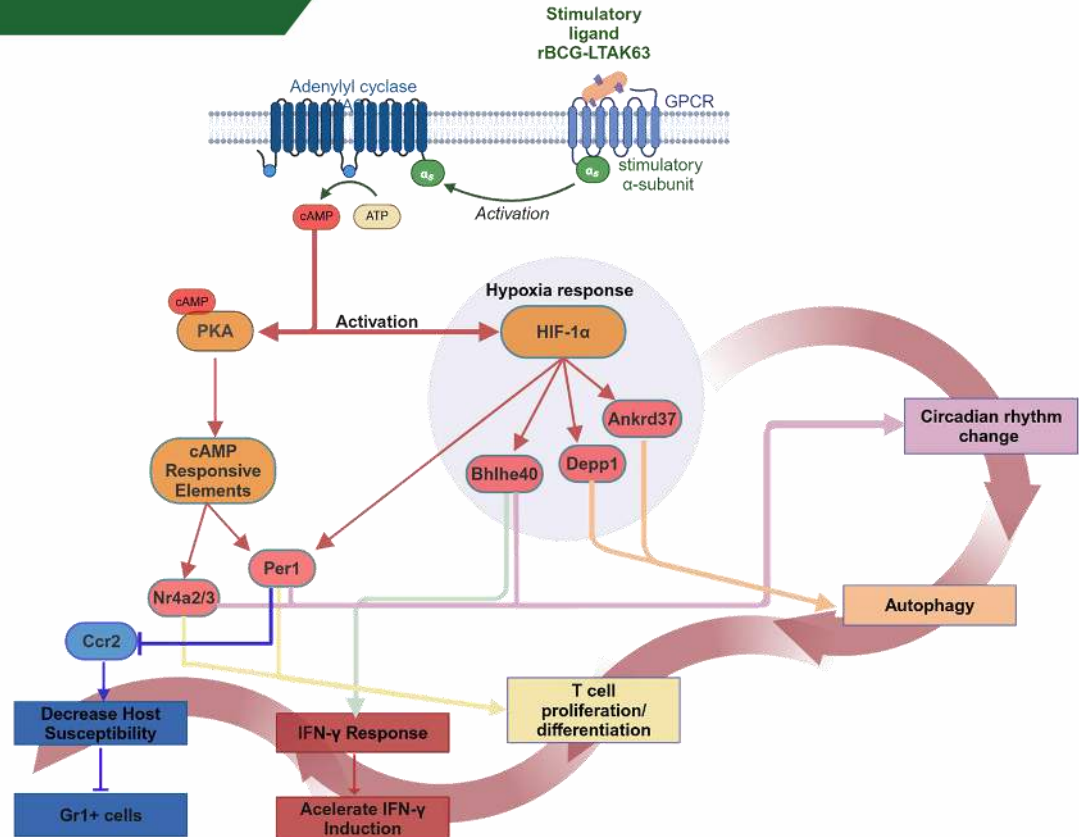 Stimulatory
ligand
rBCG-LTAK63
Adenylyl cyclase
GPCR
αs
αs
stimulatory
α-subunit
Activation
cAMP
ATP
Hypoxia response
cAMP
PKA
Activation
HIF-1α
Ankrd37
Circadian rhythm
change
cAMP
Responsive
Elements
Bhlhe40
Depp1
Per1
Nr4a2/3
Autophagy
Ccr2
T cell
proliferation/
differentiation
Decrease Host
Susceptibility
IFN-γ Response
Gr1+ cells
Acelerate IFN-γ
Induction